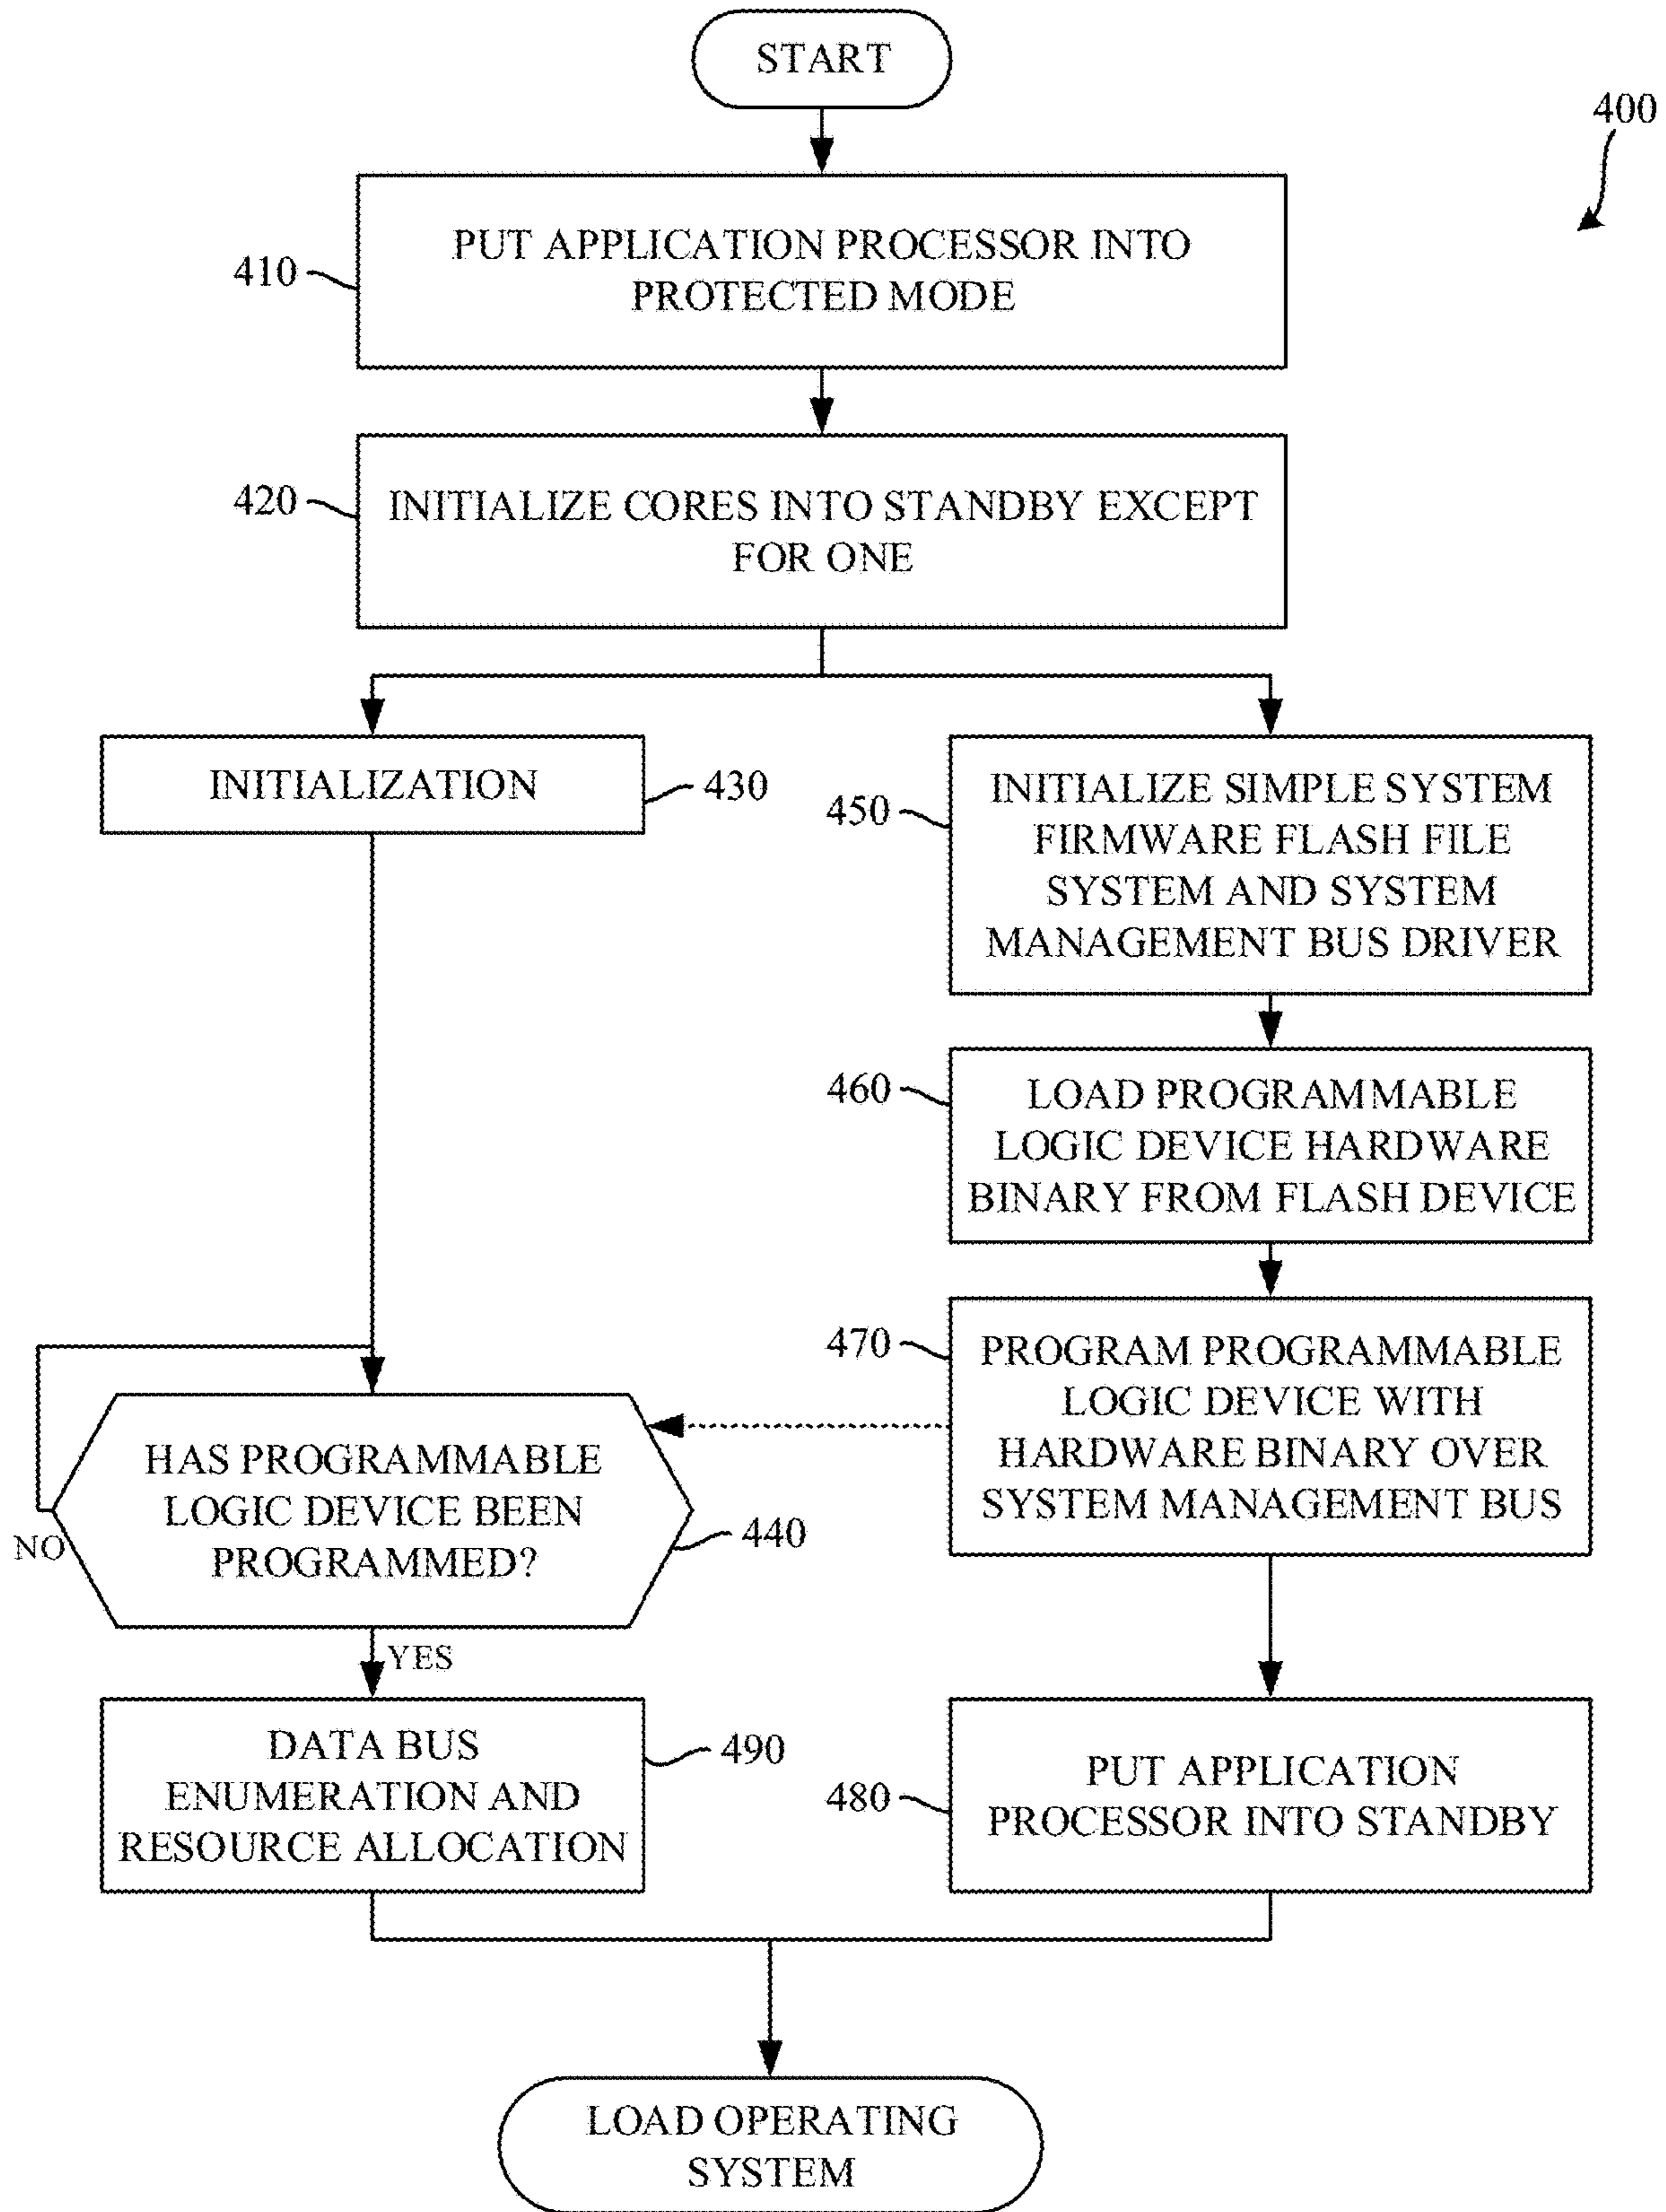 START
400
PUT APPLICATION PROCESSOR INTO
PROTECTED MODE
410
INITIALIZE CORES INTO STANDBY EXCEPT
FOR ONE
420
INITIALIZATION
430
INITIALIZE SIMPLE SYSTEM
FIRMWARE FLASH FILE
SYSTEM AND SYSTEM
MANAGEMENT BUS DRIVER
450
LOAD PROGRAMMABLE
LOGIC DEVICE HARDWARE
BINARY FROM FLASH DEVICE
460
PROGRAM PROGRAMMABLE
LOGIC DEVICE WITH
HARDWARE BINARY OVER
SYSTEM MANAGEMENT BUS
470
HAS PROGRAMMABLE
LOGIC DEVICE BEEN
PROGRAMMED?
440
NO
YES
DATA BUS
ENUMERATION AND
RESOURCE ALLOCATION
490
PUT APPLICATION
PROCESSOR INTO STANDBY
480
LOAD OPERATING
SYSTEM